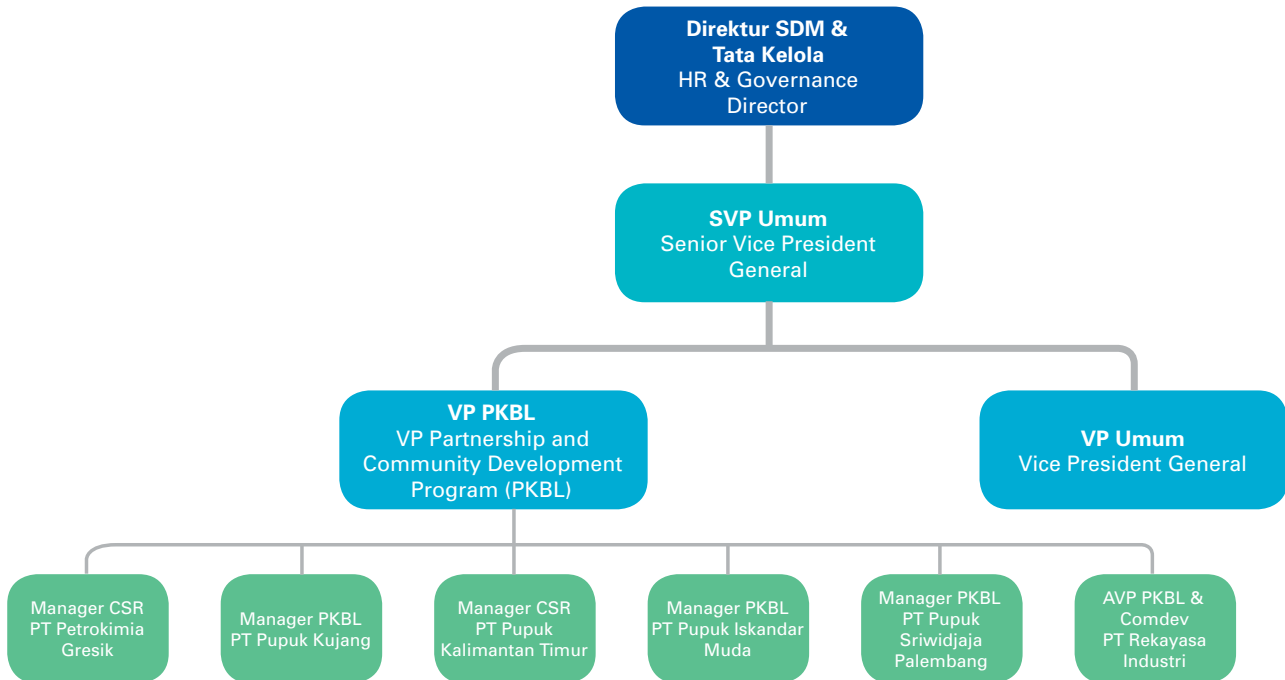 Direktur SDM &
Tata Kelola
HR & Governance
Director
SVP Umum
Senior Vice President
General
VP PKBL
VP Partnership and
Community Development
Program (PKBL)
VP Umum
Vice President General
Manager CSR
PT Petrokimia
Gresik
Manager PKBL
PT Pupuk Kujang
Manager CSR
PT Pupuk
Kalimantan Timur
Manager PKBL
PT Pupuk Iskandar
Muda
Manager PKBL
PT Pupuk
Sriwidjaja
Palembang
AVP PKBL &
Comdev
PT Rekayasa
Industri